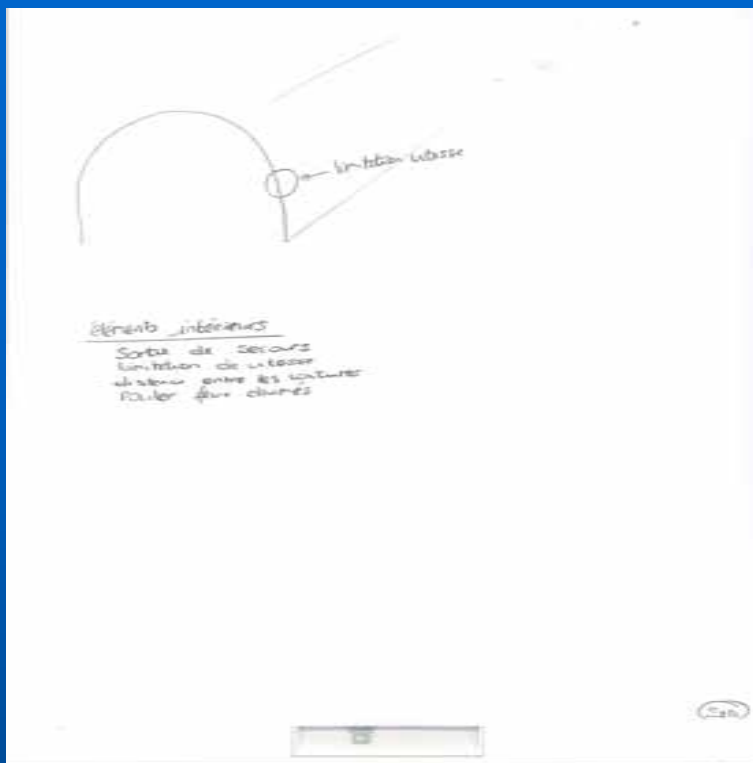 limitation vitesse
éléments intérieurs
Sortie de secours
limitation de vitesse
distance entre les voitures
Rouler feux allumés